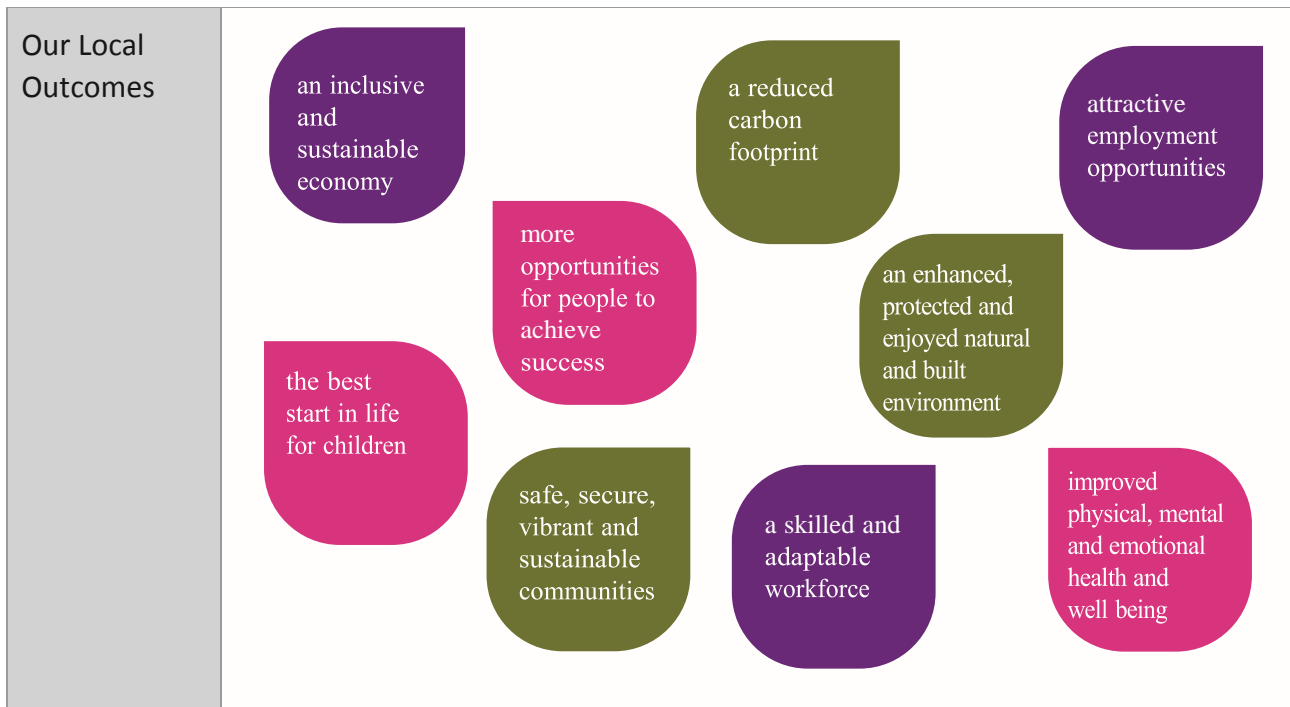 Our Local
Outcomes
an inclusive
and
sustainable
economy
a reduced
carbon
footprint
attractive
employment
opportunities
more
opportunities
for people to
achieve
success
an enhanced,
protected and
enjoyed natural
and built
environment
the best
start in life
for children
safe, secure,
vibrant and
sustainable
communities
a skilled and
adaptable
workforce
improved
physical, mental
and emotional
health and
well being